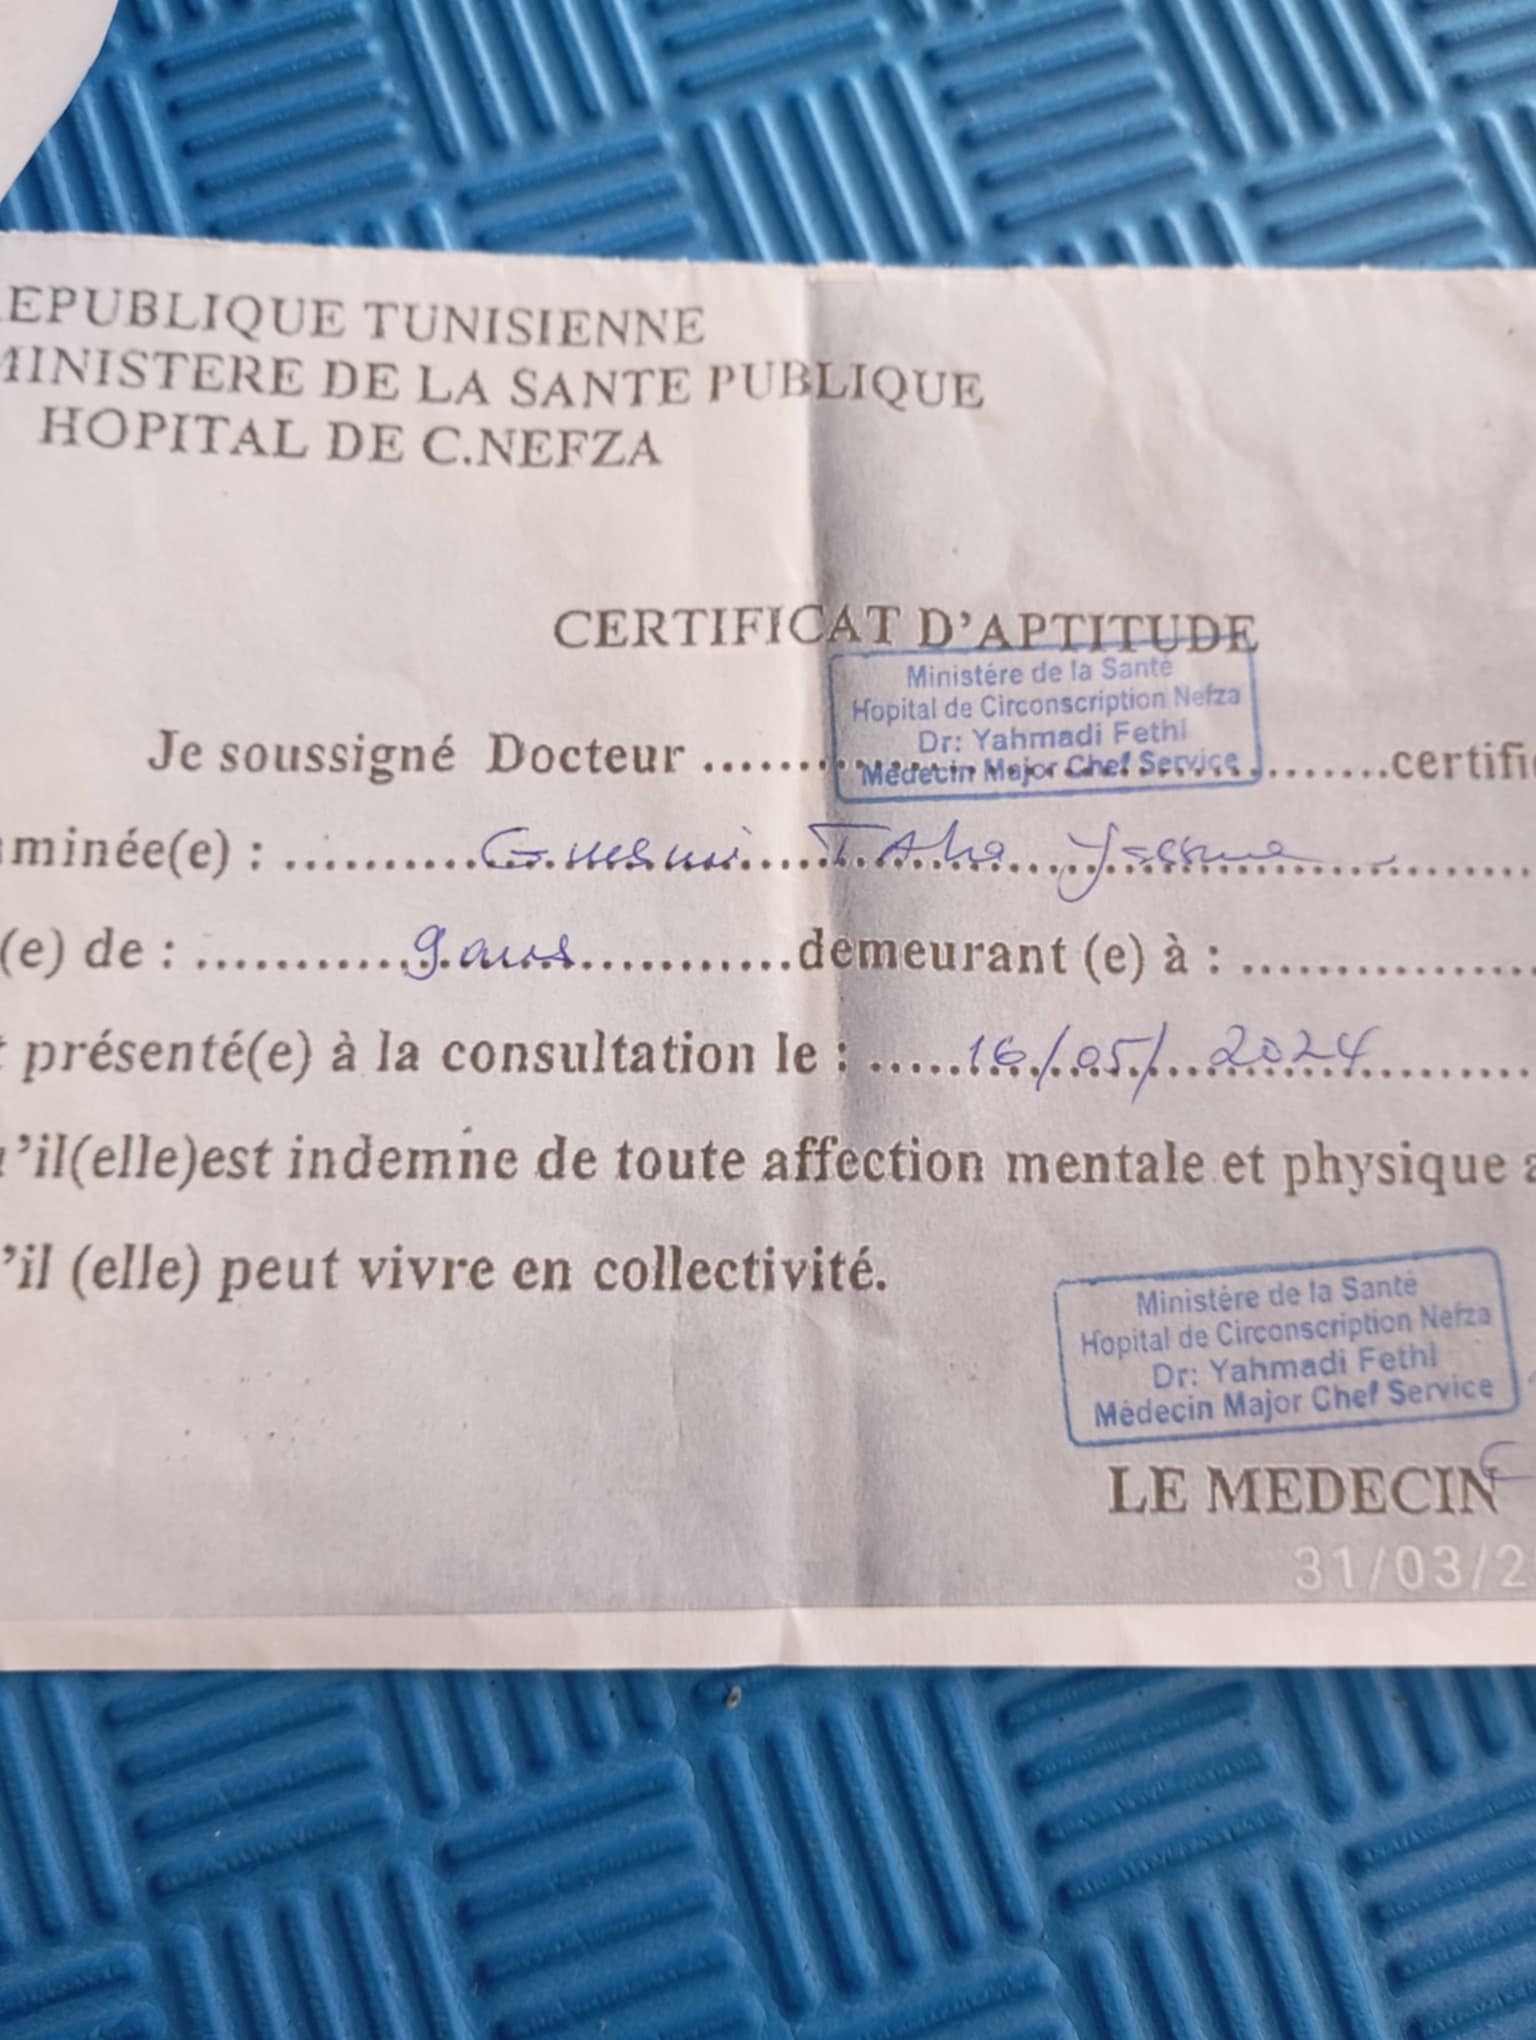 EPUBLIQUE TUNISIENNE
MINISTERE DE LA SANTE PUBLIQUE
HOPITAL DE C.NEFZA
CERTIFICAT D'APTITUDE
Ministére de la Santé
Hopital de Circonscription Nefza
Dr: Yahmadi Fethi
Médecin Major Chef Service
Je soussigné Docteur ........................certifi
minée(e) : ............Guesmi Taha Yassine............
(e) de : ............9 ans............demeurant (e) à : ............
présenté(e) à la consultation le : .....16/05/2024............
'il(elle)est indemne de toute affection mentale et physique a
'il (elle) peut vivre en collectivité.
Ministére de la Santé
Hopital de Circonscription Nefza
Dr: Yahmadi Fethi
Médecin Major Chef Service
LE MEDECIN
31/03/2